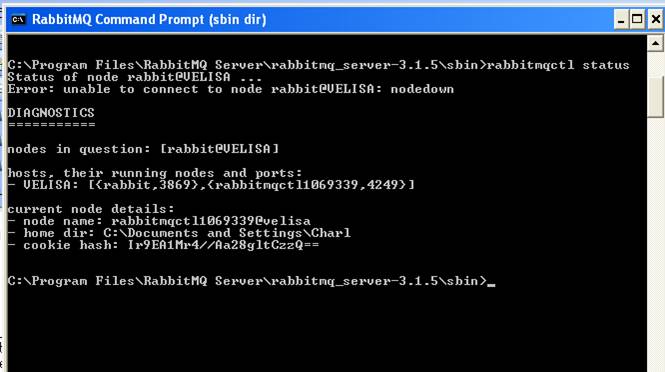 RabbitMQ Command Prompt (sbin dir)
C:\Program Files\RabbitMQ Server\rabbitmq_server-3.1.5\sbin>rabbitmqctl status
Status of node rabbit@VELISA ...
Error: unable to connect to node rabbit@VELISA: nodedown
DIAGNOSTICS
===========
nodes in question: [rabbit@VELISA]
hosts, their running nodes and ports:
- VELISA: [{rabbit,3869},{rabbitmqctl1069339,4249}]
current node details:
- node name: rabbitmqctl1069339@velisa
- home dir: C:\Documents and Settings\Charl
- cookie hash: Ir9EA1Mr4//Aa28gltCzzQ==
C:\Program Files\RabbitMQ Server\rabbitmq_server-3.1.5\sbin>_